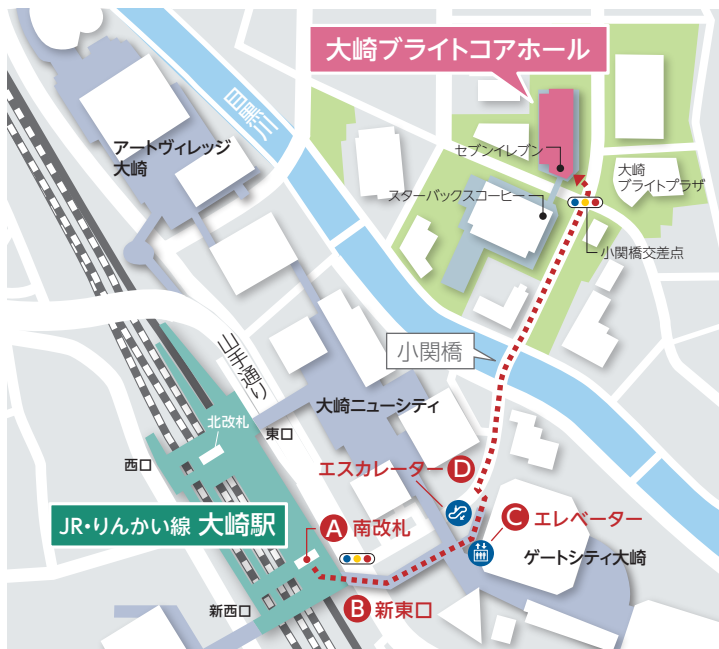 大崎ブライトコアホール
目黒川
アートヴィレッジ
大崎
セブンイレブン
スターバックスコーヒー
大崎
ブライトプラザ
小関橋交差点
小関橋
山手通り
大崎ニューシティ
北改札
東口
西口
エスカレーター D
C エレベーター
JR・りんかい線 大崎駅
A 南改札
ゲートシティ大崎
新西口
B 新東口